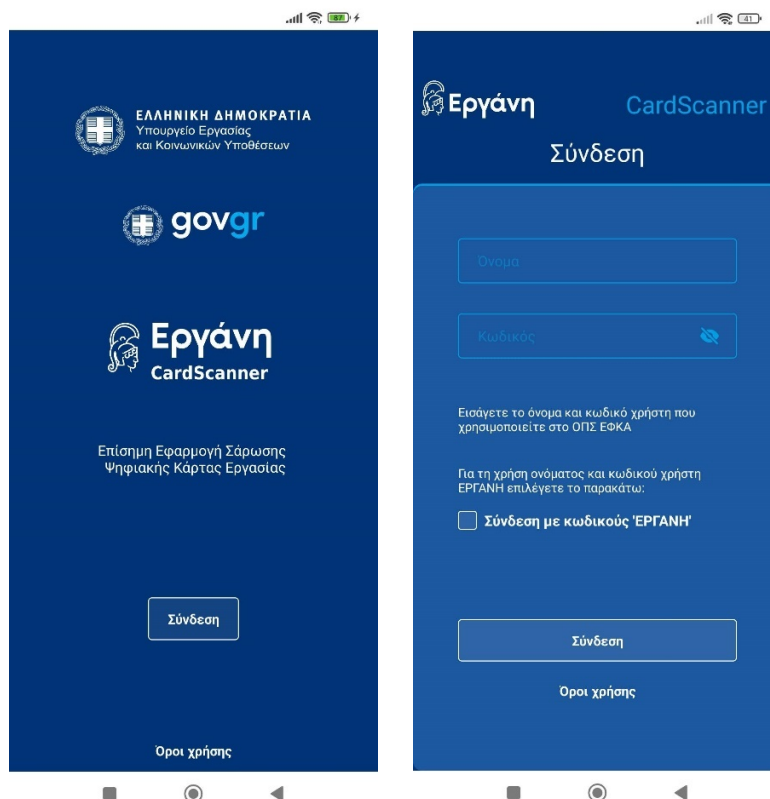 87
ΕΛΛΗΝΙΚΗ ΔΗΜΟΚΡΑΤΙΑ
Υπουργείο Εργασίας
και Κοινωνικών Υποθέσεων
govgr
Εργάνη
CardScanner
Επίσημη Εφαρμογή Σάρωσης
Ψηφιακής Κάρτας Εργασίας
Σύνδεση
Όροι χρήσης
41
Εργάνη
CardScanner
Σύνδεση
Όνομα
Κωδικός
Εισάγετε το όνομα και κωδικό χρήστη που
χρησιμοποιείτε στο ΟΠΣ ΕΦΚΑ
Για τη χρήση ονόματος και κωδικού χρήστη
ΕΡΓΑΝΗ επιλέγετε το παρακάτω:
Σύνδεση με κωδικούς 'ΕΡΓΑΝΗ'
Σύνδεση
Όροι χρήσης